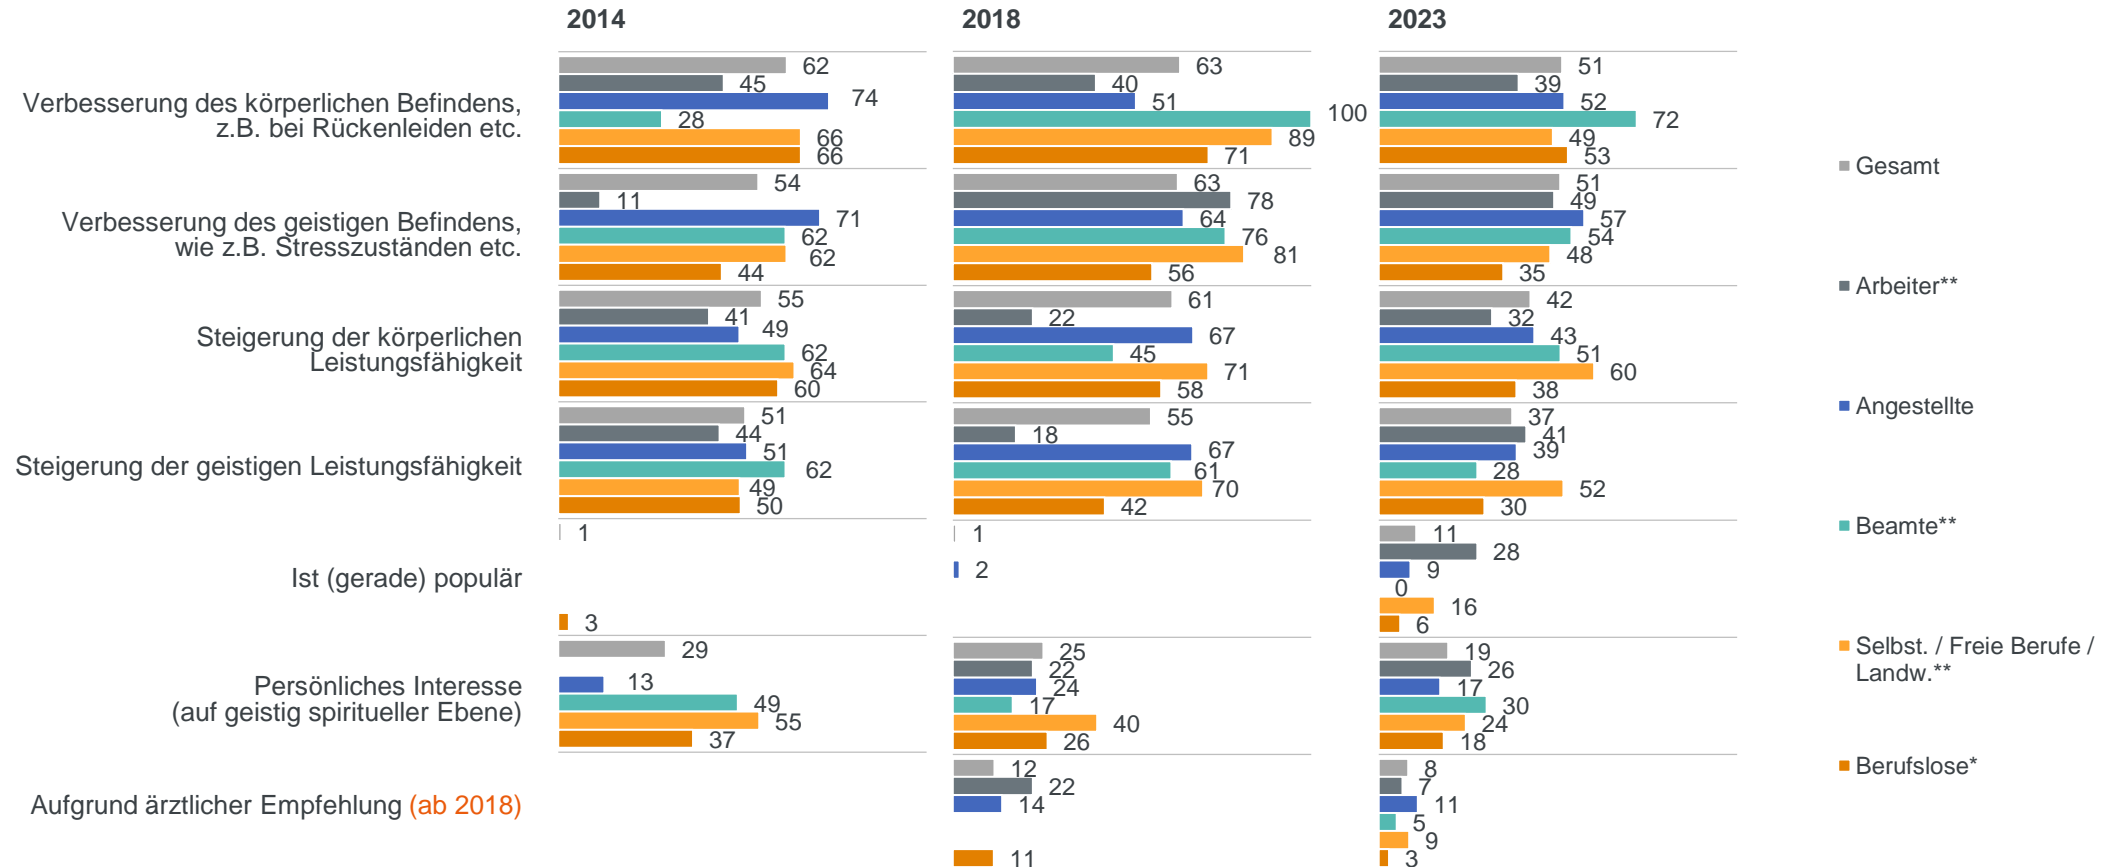 2014 2018 2023
62 63 51
45 40 39
Verbesserung des körperlichen Befindens, 74 51 52
z.B. bei Rückenleiden etc. 28 100 72
66 89 49
66 71 53
Gesamt
54 63 51
11 78 49
Verbesserung des geistigen Befindens, 71 64 57
wie z.B. Stresszuständen etc. 62 76 54
62 81 48
44 56 35
Arbeiter**
55 61 42
41 22 32
Steigerung der körperlichen 49 67 43
Leistungsfähigkeit 62 45 51
64 71 60
60 58 38
Angestellte
51 55 37
44 18 41
51 67 39
Steigerung der geistigen Leistungsfähigkeit 62 61 28
49 70 52
50 42 30
Beamte**
1 1 11
28
Ist (gerade) populär 2 9
0
16
3 6
Selbst. / Freie Berufe /
Landw.**
29 25 19
22 26
Persönliches Interesse 13 24 17
(auf geistig spiritueller Ebene) 49 17 30
55 40 24
37 26 18
Berufslose*
12 8
22 7
Aufgrund ärztlicher Empfehlung (ab 2018) 14 11
5
9
11 3